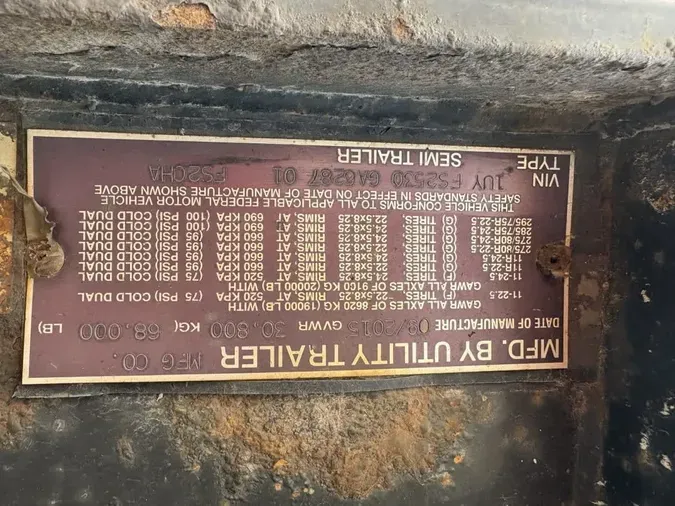 MFD. BY UTILITY TRAILER MFG CO.
DATE OF MANUFACTURE 09/2015 GVWR 30,800 KG( 68,000 LB)
GAWR ALL AXLES OF 8620 KG (19000 LB) WITH
11-22.5 (F) TIRES 22.5x8.25 RINS. AT 520 KPA (75 PSI) COLD DUAL
GAWR ALL AXLES OF 9100 KG (20000 LB) WITH
11-24.5 (F) TIRES 24.5x8.25 RIMS. AT 520 KPA (75 PSI) COLD DUAL
11R-22.5 (G) TIRES 22.5x8.25 RIMS. AT 660 KPA (95 PSI) COLD DUAL
11R-24.5 (G) TIRES 24.5x8.25 RIMS. AT 660 KPA (95 PSI) COLD DUAL
275/80R-22.5 (G) TIRES 22.5x8.25 RIMS. AT 660 KPA (95 PSI) COLD DUAL
275/80R-24.5 (G) TIRES 24.5x8.25 RIMS. AT 660 KPA (95 PSI) COLD DUAL
285/75R-24.5 (G) TIRES 24.5x8.25 RIMS. AT 690 KPA (100 PSI) COLD DUAL
295/75R-22.5 (G) TIRES 22.5x8.25 RIMS. AT 690 KPA (100 PSI) COLD DUAL
THIS VEHICLE CONFORMS TO ALL APPLICABLE FEDERAL MOTOR VEHICLE
SAFETY STANDARDS IN EFFECT ON DATE OF MANUFACTURE SHOWN ABOVE
VIN 1UY FS2530 GA6287 01 FS2CHA
TYPE SEMI TRAILER